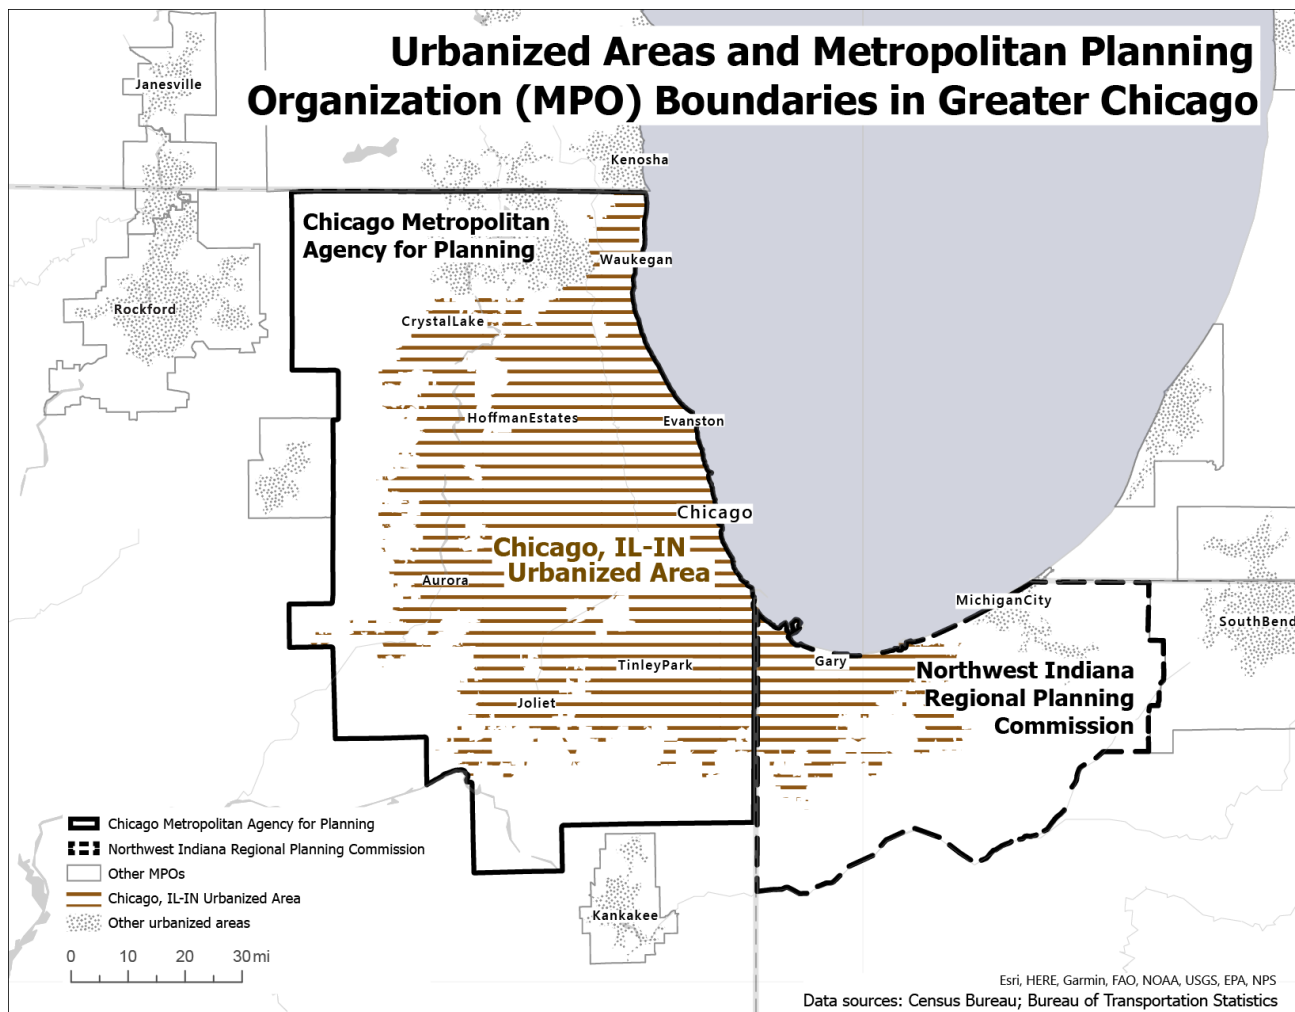 Urbanized Areas and Metropolitan Planning
Organization (MPO) Boundaries in Greater Chicago
Janesville
Kenosha
Chicago Metropolitan
Agency for Planning
Waukegan
Rockford
CrystalLake
HoffmanEstates
Evanston
Chicago
Chicago, IL-IN
Urbanized Area
Aurora
MichiganCity
SouthBend
TinleyPark
Gary
Northwest Indiana
Regional Planning
Commission
Joliet
Kankakee
Chicago Metropolitan Agency for Planning
Northwest Indiana Regional Planning Commission
Other MPOs
Chicago, IL-IN Urbanized Area
Other urbanized areas
0 10 20 30 mi
Esri, HERE, Garmin, FAO, NOAA, USGS, EPA, NPS
Data sources: Census Bureau; Bureau of Transportation Statistics